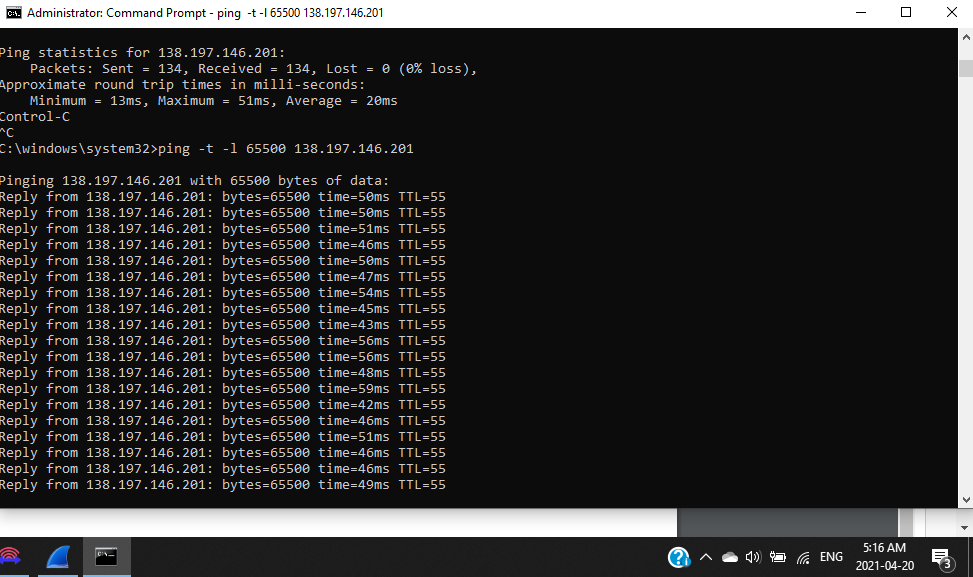 Administrator: Command Prompt - ping -t -l 65500 138.197.146.201
Ping statistics for 138.197.146.201:
Packets: Sent = 134, Received = 134, Lost = 0 (0% loss),
Approximate round trip times in milli-seconds:
Minimum = 13ms, Maximum = 51ms, Average = 20ms
Control-C
^C
C:\windows\system32>ping -t -l 65500 138.197.146.201
Pinging 138.197.146.201 with 65500 bytes of data:
Reply from 138.197.146.201: bytes=65500 time=50ms TTL=55
Reply from 138.197.146.201: bytes=65500 time=50ms TTL=55
Reply from 138.197.146.201: bytes=65500 time=51ms TTL=55
Reply from 138.197.146.201: bytes=65500 time=46ms TTL=55
Reply from 138.197.146.201: bytes=65500 time=50ms TTL=55
Reply from 138.197.146.201: bytes=65500 time=47ms TTL=55
Reply from 138.197.146.201: bytes=65500 time=54ms TTL=55
Reply from 138.197.146.201: bytes=65500 time=45ms TTL=55
Reply from 138.197.146.201: bytes=65500 time=43ms TTL=55
Reply from 138.197.146.201: bytes=65500 time=56ms TTL=55
Reply from 138.197.146.201: bytes=65500 time=56ms TTL=55
Reply from 138.197.146.201: bytes=65500 time=48ms TTL=55
Reply from 138.197.146.201: bytes=65500 time=59ms TTL=55
Reply from 138.197.146.201: bytes=65500 time=42ms TTL=55
Reply from 138.197.146.201: bytes=65500 time=46ms TTL=55
Reply from 138.197.146.201: bytes=65500 time=51ms TTL=55
Reply from 138.197.146.201: bytes=65500 time=46ms TTL=55
Reply from 138.197.146.201: bytes=65500 time=46ms TTL=55
Reply from 138.197.146.201: bytes=65500 time=49ms TTL=55
ENG
5:16 AM
2021-04-20
3